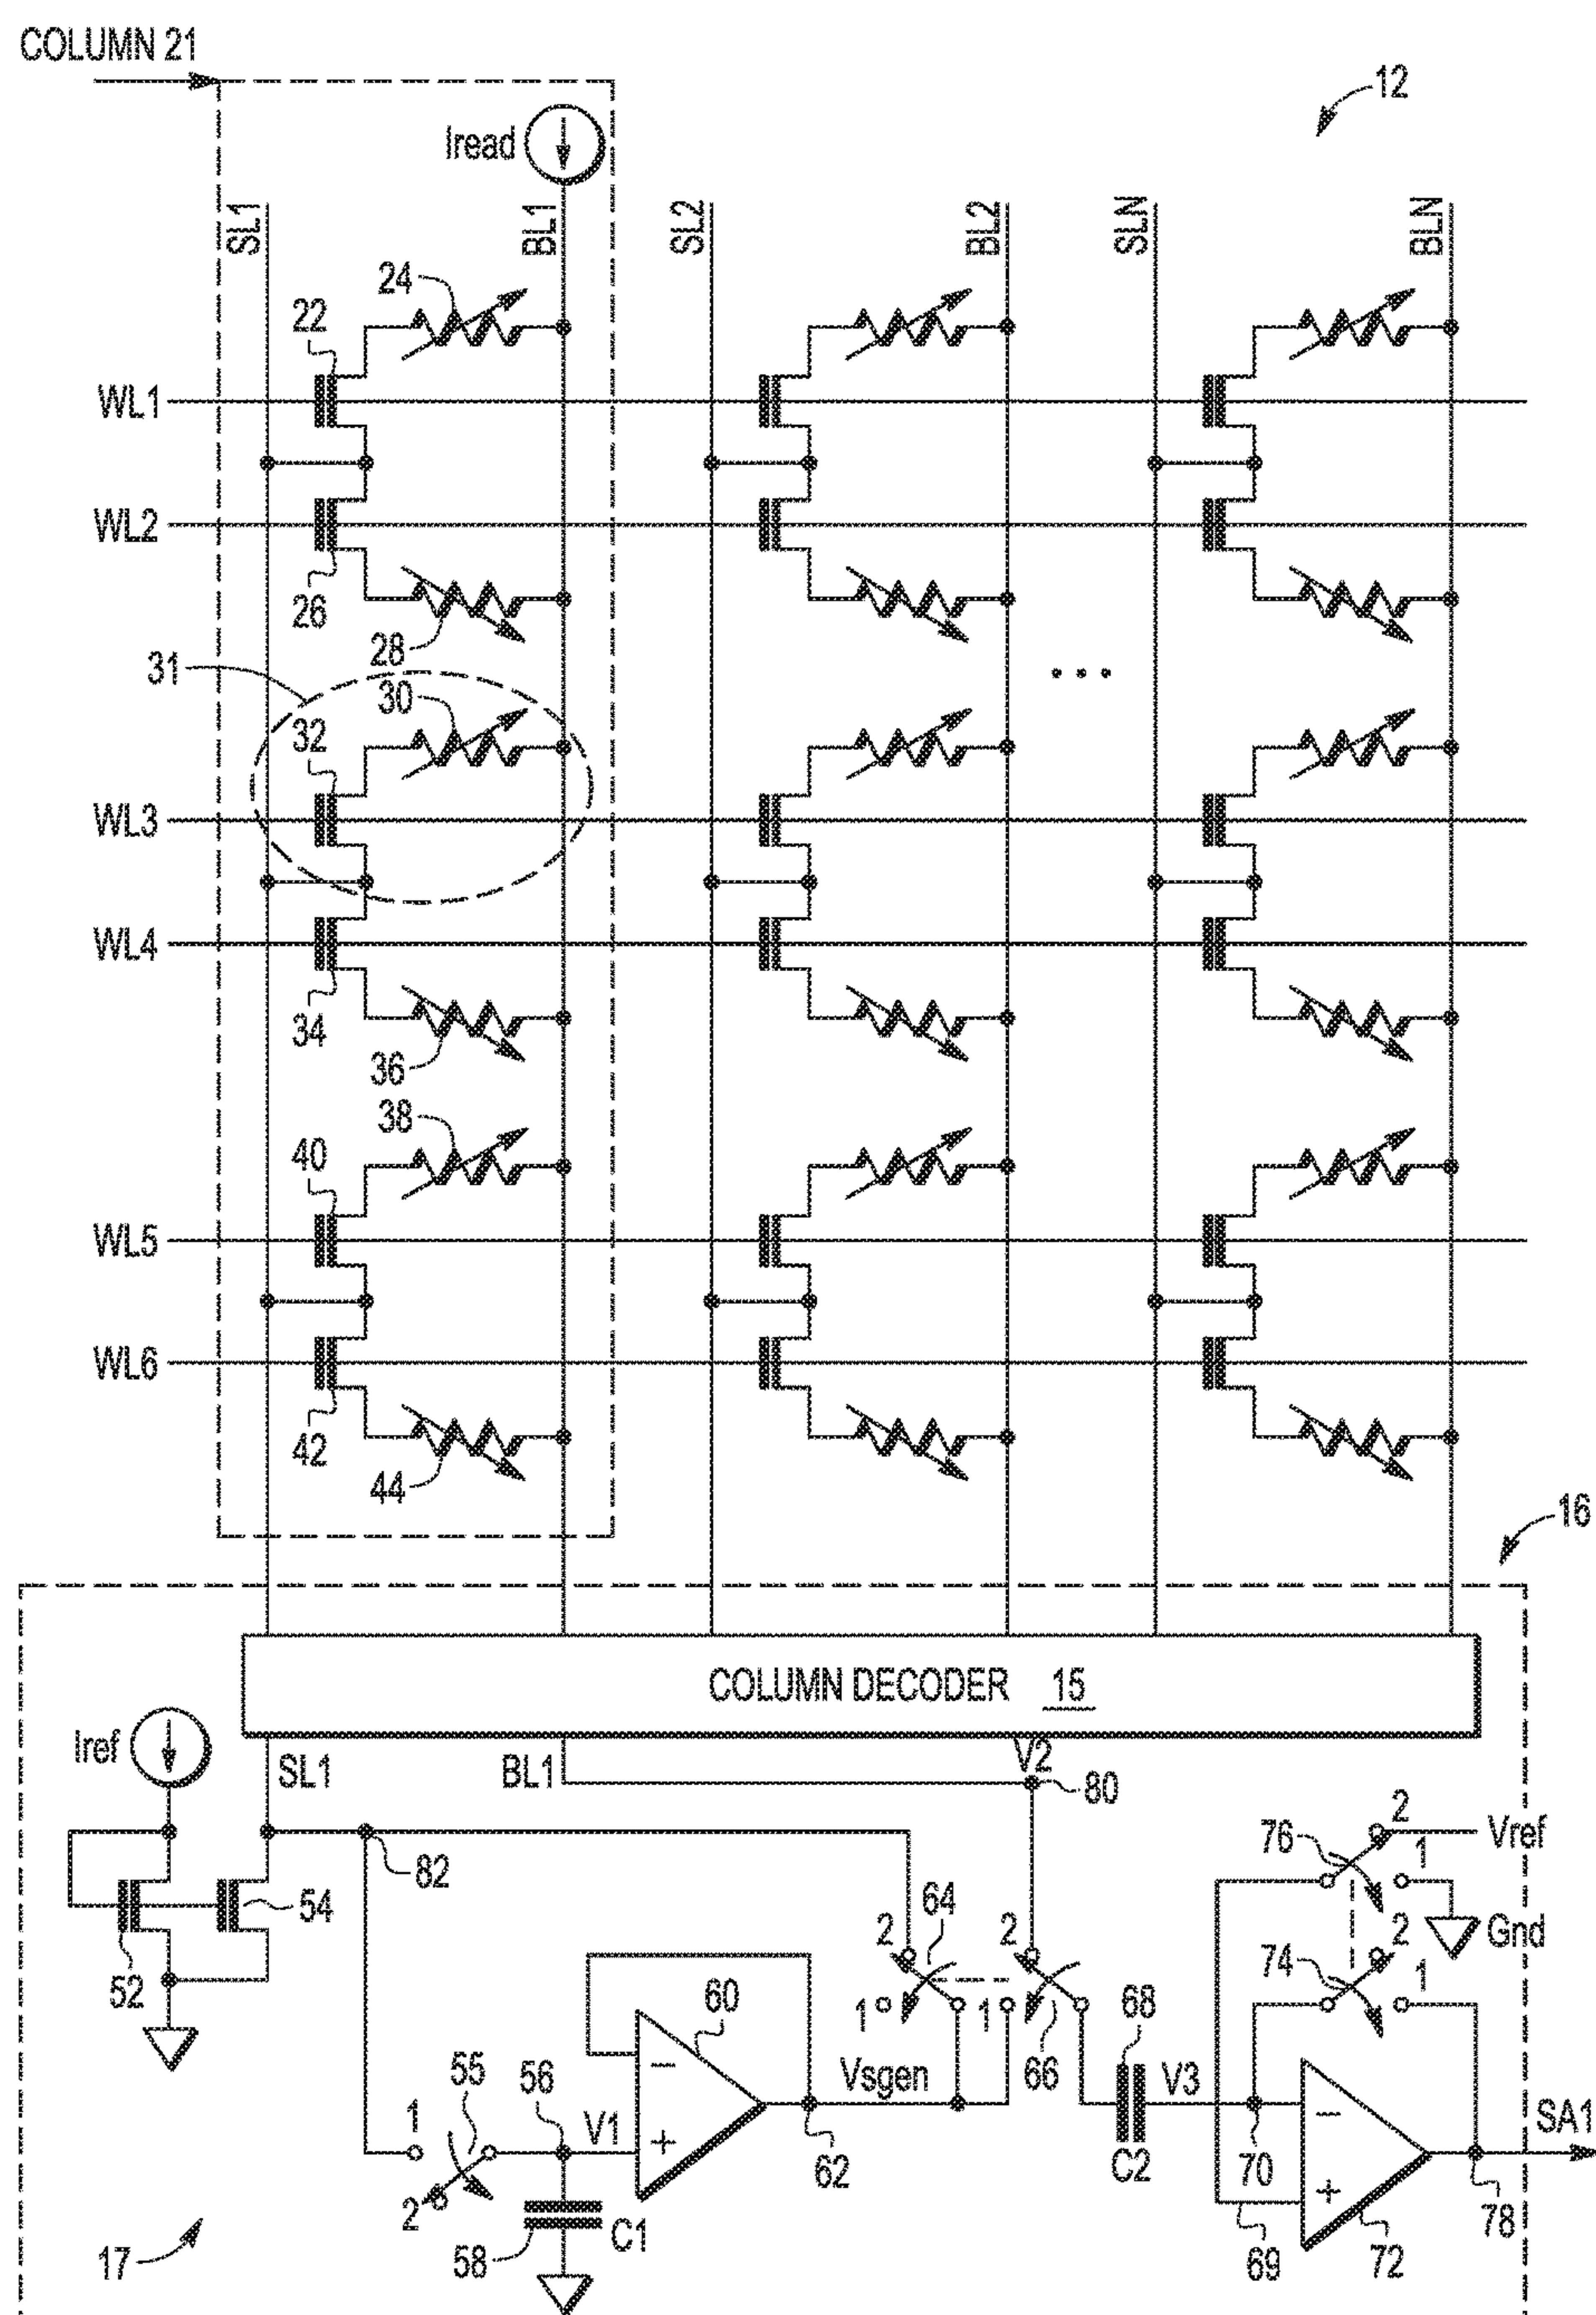 COLUMN 21
12
Iread
SL1
BL1
SL2
BL2
SLN
BLN
24
22
WL1
WL2
26
28
31
30
32
...
WL3
WL4
34
36
38
40
WL5
WL6
42
44
16
COLUMN DECODER 15
Iref
SL1
BL1
V2
80
82
54
52
2
76
Vref
1
Gnd
2
64
2
1
1
66
74
2
1
60
68
55
56
1
V1
Vsgen
V3
SA1
2
62
C2
70
78
17
58
C1
69
72
− + − +